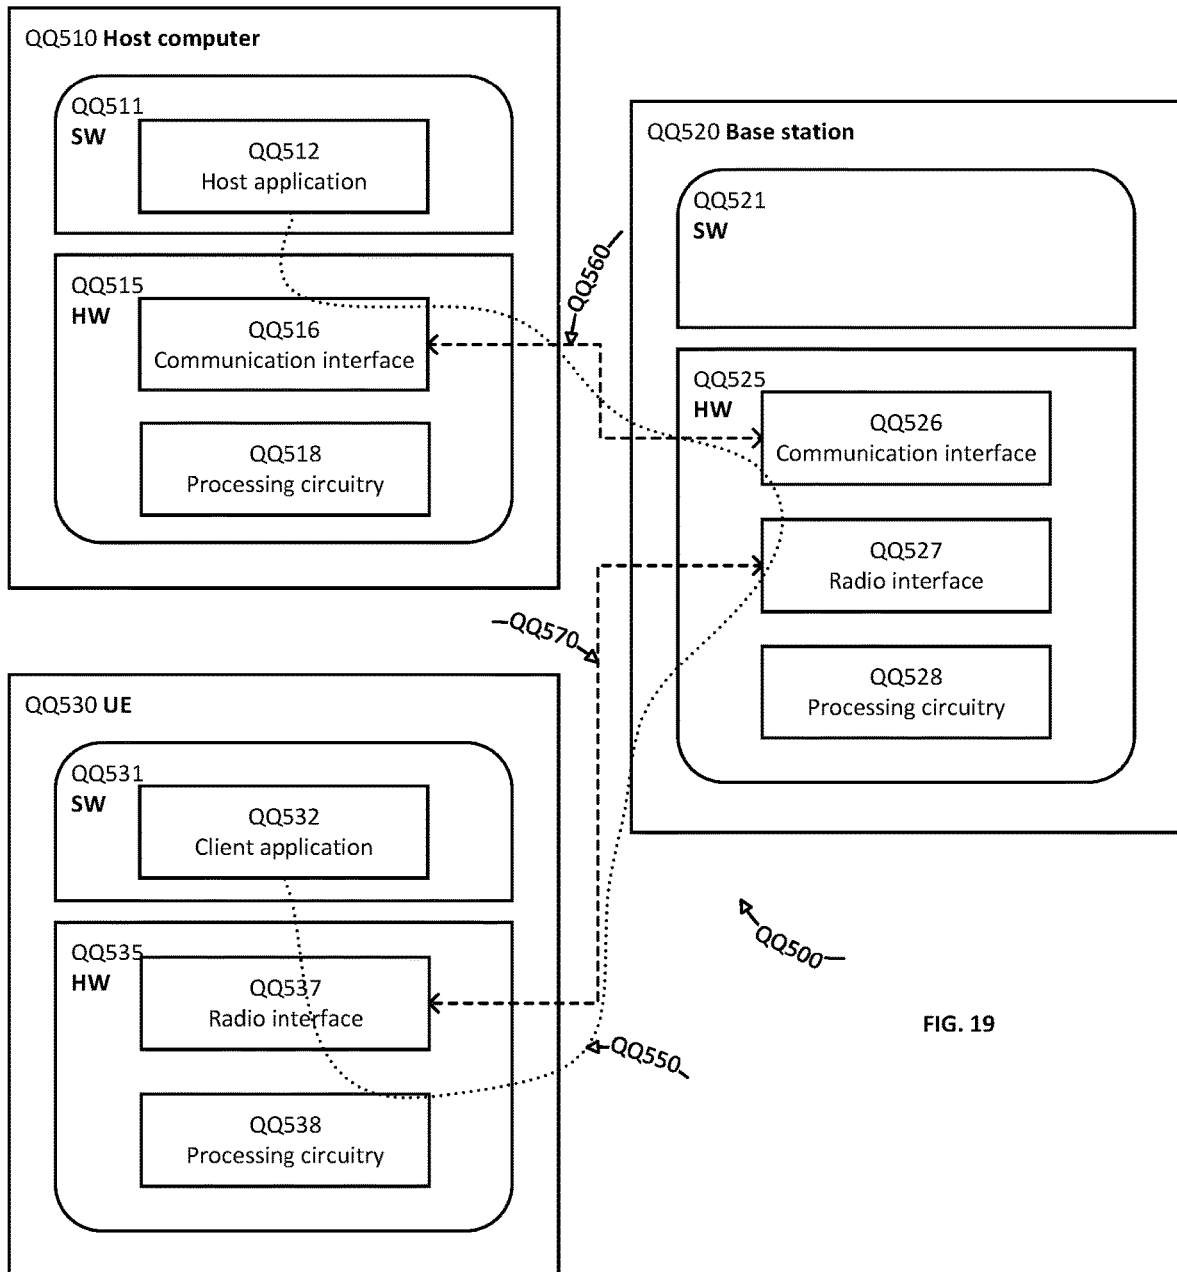 QQ510 Host computer
QQ511
SW
QQ512
Host application
QQ515
HW
QQ516
Communication interface
QQ518
Processing circuitry
QQ560
QQ520 Base station
QQ521
SW
QQ525
HW
QQ526
Communication interface
QQ527
Radio interface
QQ528
Processing circuitry
QQ570
QQ530 UE
QQ531
SW
QQ532
Client application
QQ535
HW
QQ537
Radio interface
QQ538
Processing circuitry
QQ550
QQ500
FIG. 19